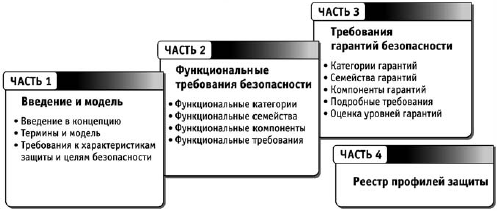 ЧАСТЬ 1
Введение и модель
• Введение в концепцию
• Термины и модель
• Требования к характеристикам
защиты и целям безопасности
ЧАСТЬ 2
Функциональные
требования безопасности
• Функциональные категории
• Функциональные семейства
• Функциональные компоненты
• Функциональные требования
ЧАСТЬ 3
Требования
гарантий безопасности
• Категории гарантий
• Семейства гарантий
• Компоненты гарантий
• Подробные требования
• Оценка уровней гарантий
ЧАСТЬ 4
Реестр профилей защиты